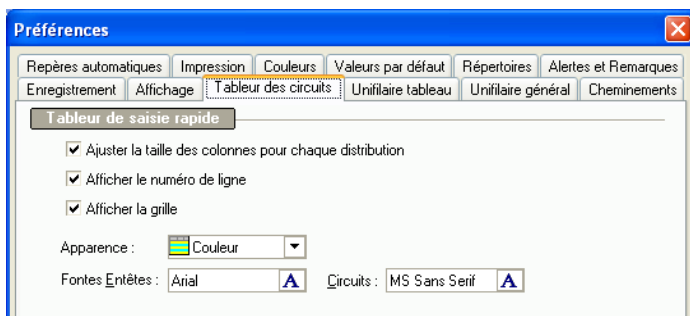 Préférences
Repères automatiques Impression Couleurs Valeurs par défaut Répertoires Alertes et Remarques
Enregistrement Affichage Tableur des circuits Unifilaire tableau Unifilaire général Cheminements
Tableur de saisie rapide
Ajuster la taille des colonnes pour chaque distribution
Afficher le numéro de ligne
Afficher la grille
Apparence : Couleur
Fontes Entêtes : Arial A Circuits : MS Sans Serif A